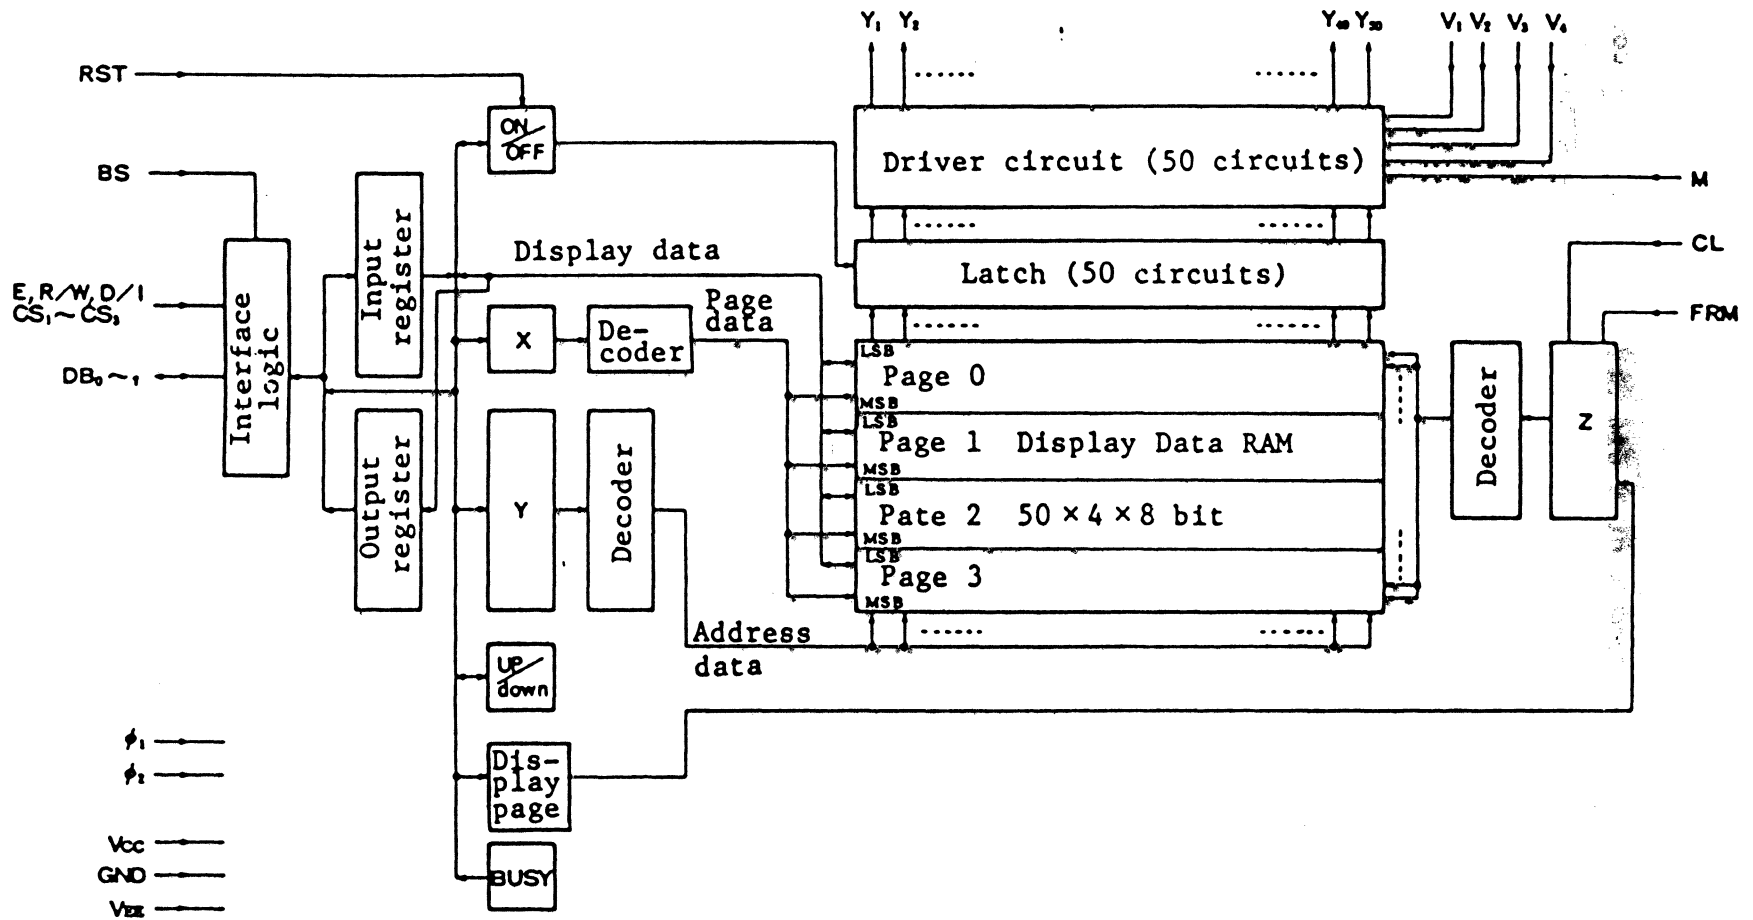 Y₁ Y₂ Y₄₉ Y₅₀ V₁ V₂ V₃ V₄
RST
ON/OFF
Driver circuit (50 circuits)
BS
M
Input register
Display data
Latch (50 circuits)
CL
E, R/W, D/I
CS₁~CS₃
Interface logic
X
De-
coder
Page
data
FRM
DB₀~₇
LSB
Page 0
MSB
LSB
Page 1 Display Data RAM
MSB
LSB
Pate 2 50×4×8 bit
MSB
LSB
Page 3
MSB
Decoder
Z
Output register
Y
Decoder
Address
data
UP/down
ϕ₁
ϕ₂
Dis-
play
page
Vcc
GND
VEE
BUSY